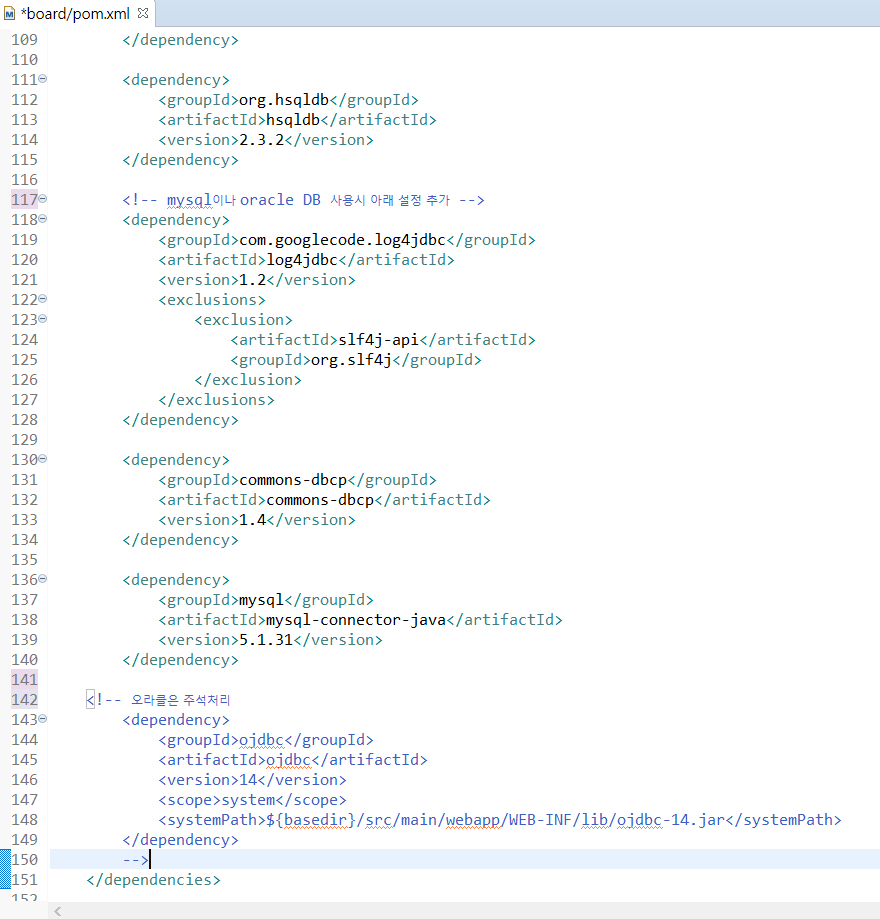 *board/pom.xml
109 </dependency>
110
111 <dependency>
112 <groupId>org.hsqldb</groupId>
113 <artifactId>hsqldb</artifactId>
114 <version>2.3.2</version>
115 </dependency>
116
117 <!-- mysql이나 oracle DB 사용시 아래 설정 추가 -->
118 <dependency>
119 <groupId>com.googlecode.log4jdbc</groupId>
120 <artifactId>log4jdbc</artifactId>
121 <version>1.2</version>
122 <exclusions>
123 <exclusion>
124 <artifactId>slf4j-api</artifactId>
125 <groupId>org.slf4j</groupId>
126 </exclusion>
127 </exclusions>
128 </dependency>
129
130 <dependency>
131 <groupId>commons-dbcp</groupId>
132 <artifactId>commons-dbcp</artifactId>
133 <version>1.4</version>
134 </dependency>
135
136 <dependency>
137 <groupId>mysql</groupId>
138 <artifactId>mysql-connector-java</artifactId>
139 <version>5.1.31</version>
140 </dependency>
141
142 <!-- 오라클은 주석처리
143 <dependency>
144 <groupId>ojdbc</groupId>
145 <artifactId>ojdbc</artifactId>
146 <version>14</version>
147 <scope>system</scope>
148 <systemPath>${basedir}/src/main/webapp/WEB-INF/lib/ojdbc-14.jar</systemPath>
149 </dependency>
150 -->
151 </dependencies>
152